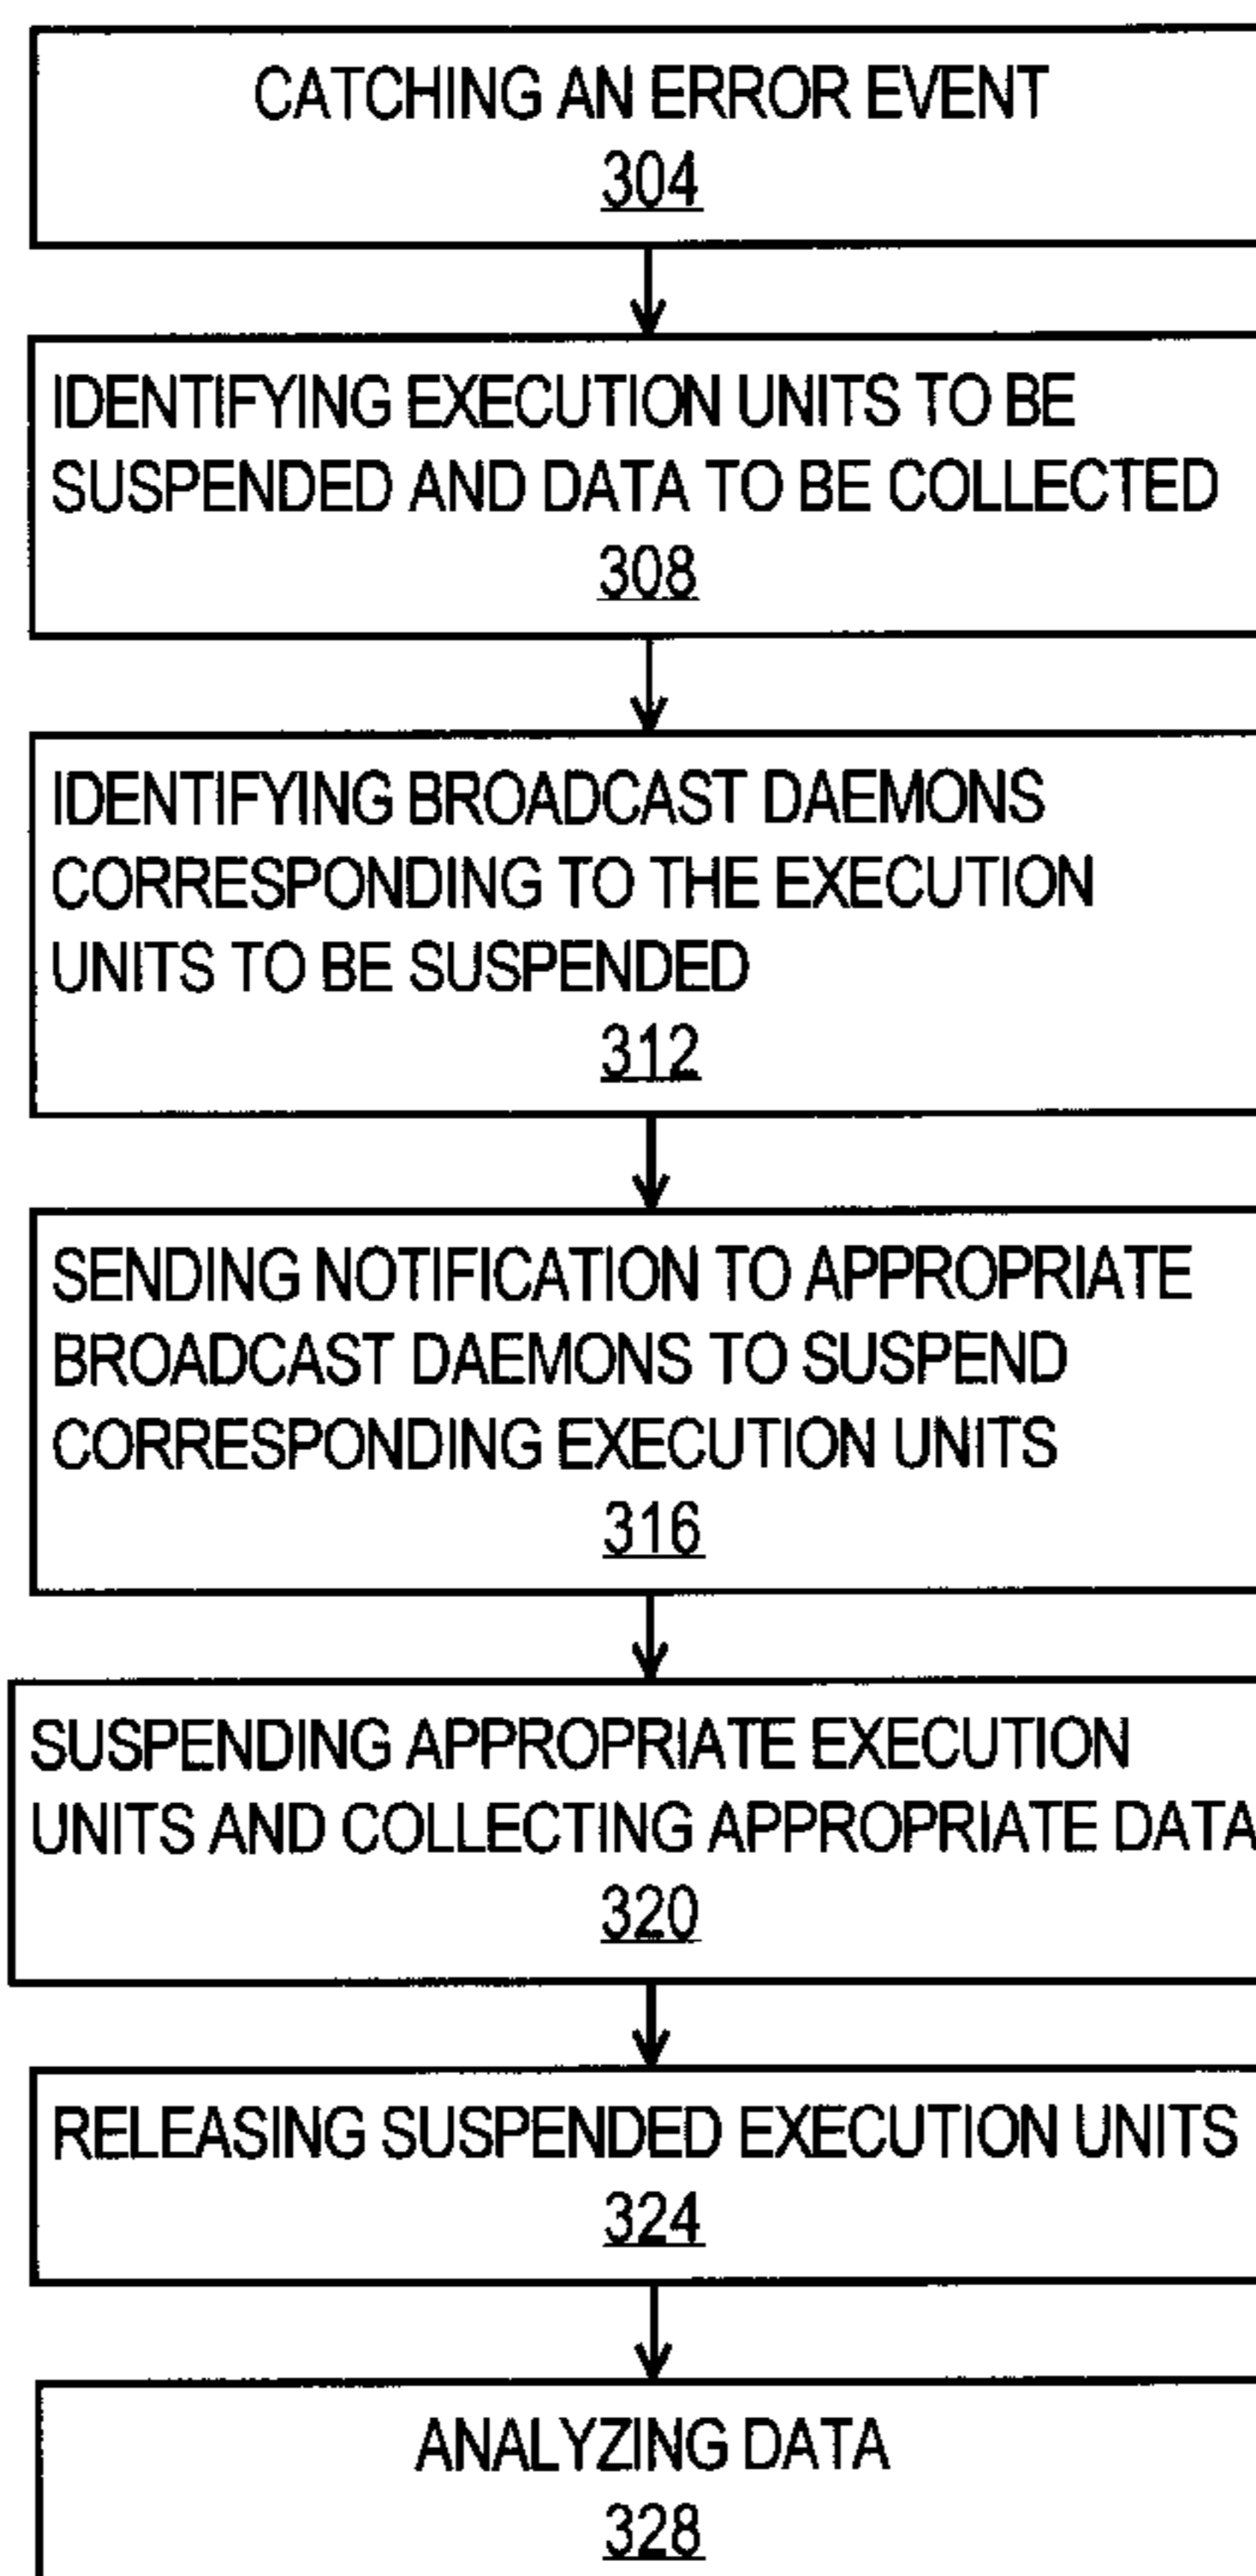 CATCHING AN ERROR EVENT
304
IDENTIFYING EXECUTION UNITS TO BE
SUSPENDED AND DATA TO BE COLLECTED
308
IDENTIFYING BROADCAST DAEMONS
CORRESPONDING TO THE EXECUTION
UNITS TO BE SUSPENDED
312
SENDING NOTIFICATION TO APPROPRIATE
BROADCAST DAEMONS TO SUSPEND
CORRESPONDING EXECUTION UNITS
316
SUSPENDING APPROPRIATE EXECUTION
UNITS AND COLLECTING APPROPRIATE DATA
320
RELEASING SUSPENDED EXECUTION UNITS
324
ANALYZING DATA
328